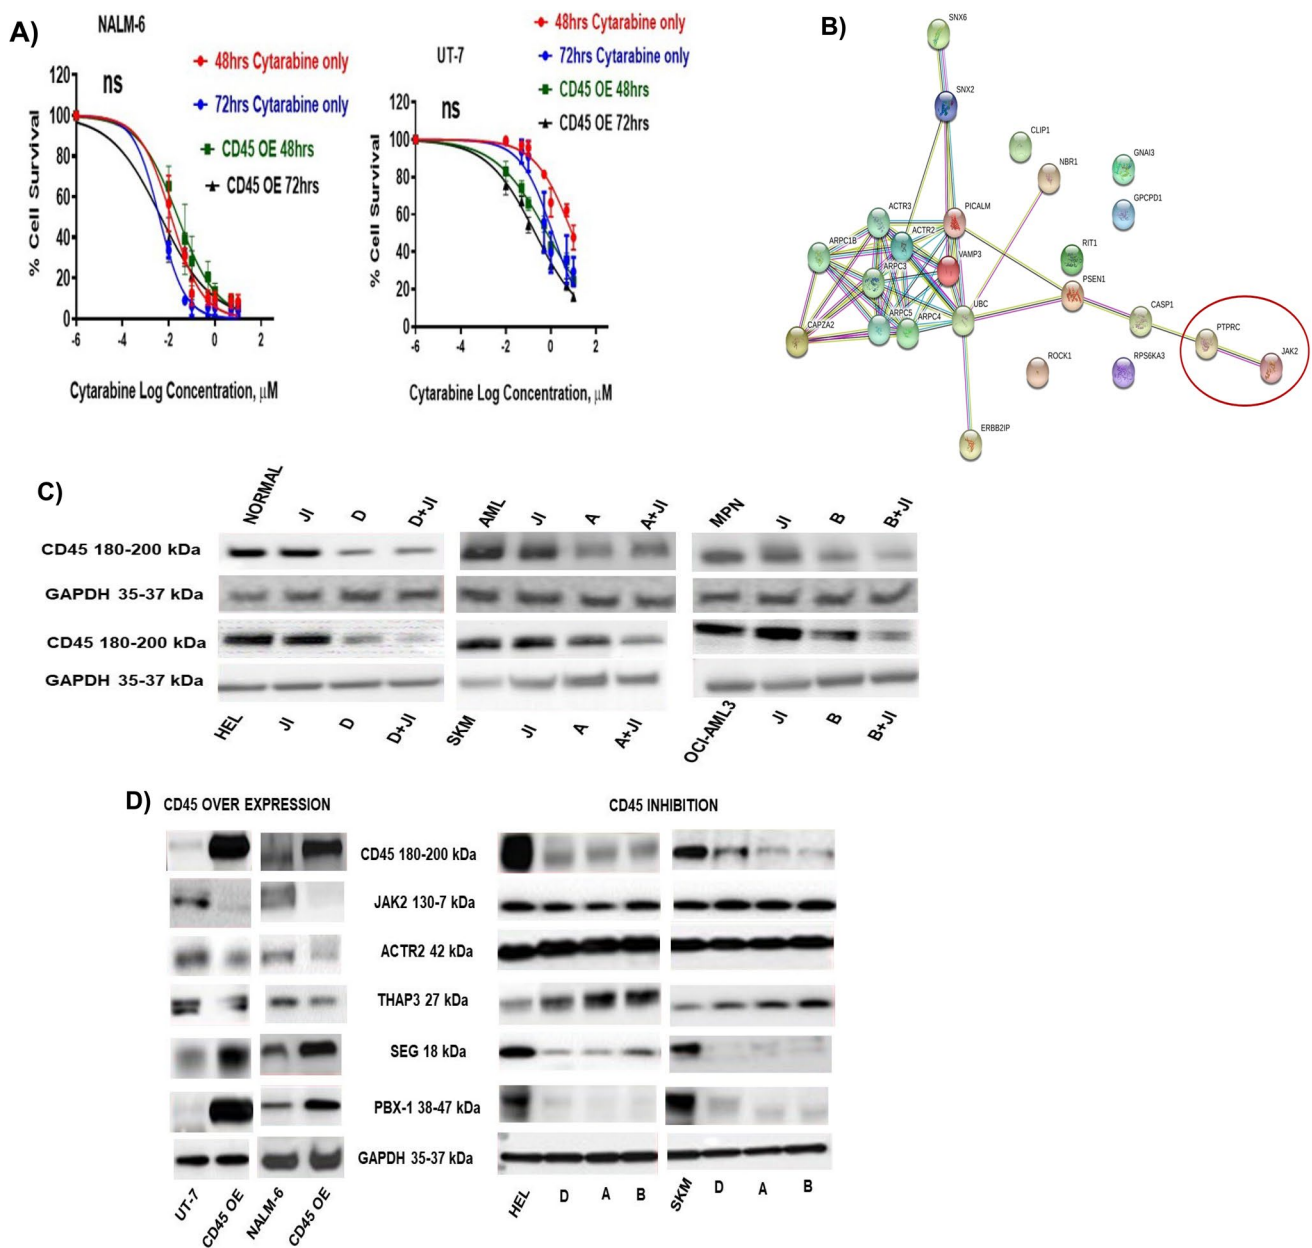 A)
NALM-6
ns
48hrs Cytarabine only
72hrs Cytarabine only
CD45 OE 48hrs
CD45 OE 72hrs
% Cell Survival
120
100
80
60
40
20
0
-6 -4 -2 0 2
Cytarabine Log Concentration, µM
UT-7
ns
48hrs Cytarabine only
72hrs Cytarabine only
CD45 OE 48hrs
CD45 OE 72hrs
% Cell Survival
120
100
80
60
40
20
0
-6 -4 -2 0 2
Cytarabine Log Concentration, µM
B)
SNX6
SNX2
CLIP1
NBR1
GNAI3
GPCPD1
ACTR3
PICALM
ACTR2
ARPC1B
VAMP3
RIT1
ARPC3
PSEN1
UBC
CASP1
ARPC5
ARPC4
CAPZA2
PTPRC
JAK2
ROCK1
RPS6KA3
ERBB2IP
C)
NORMAL JI D D+JI AML JI A A+JI MPN JI B B+JI
CD45 180-200 kDa
GAPDH 35-37 kDa
CD45 180-200 kDa
GAPDH 35-37 kDa
HEL JI D D+JI SKM JI A A+JI OCI-AML3 JI B B+JI
D)
CD45 OVER EXPRESSION
CD45 INHIBITION
CD45 180-200 kDa
JAK2 130-7 kDa
ACTR2 42 kDa
THAP3 27 kDa
SEG 18 kDa
PBX-1 38-47 kDa
GAPDH 35-37 kDa
UT-7 CD45 OE NALM-6 CD45 OE HEL D A B SKM D A B